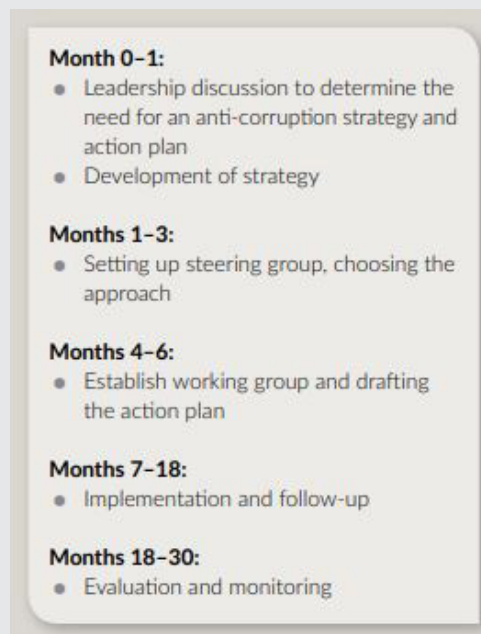 Month 0–1:
• Leadership discussion to determine the
need for an anti-corruption strategy and
action plan
• Development of strategy
Months 1–3:
• Setting up steering group, choosing the
approach
Months 4–6:
• Establish working group and drafting
the action plan
Months 7–18:
• Implementation and follow-up
Months 18–30:
• Evaluation and monitoring